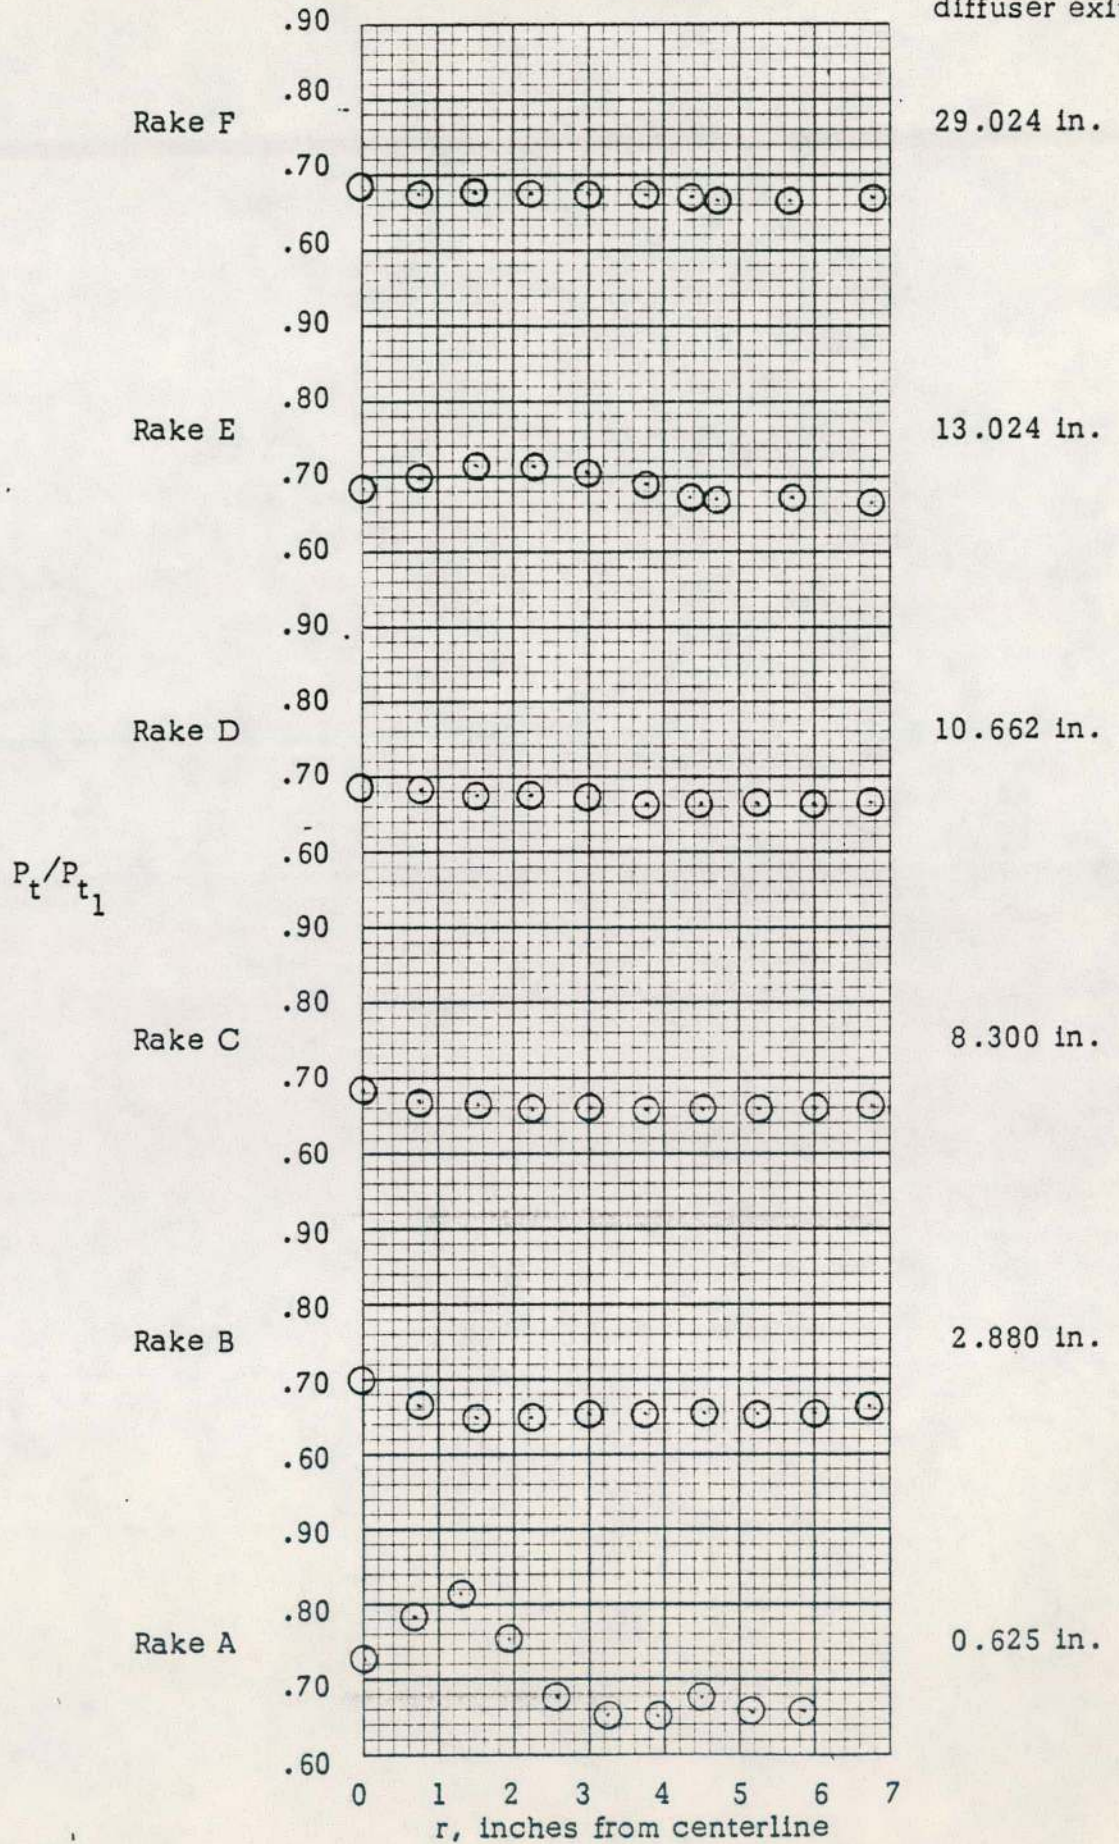 diffuser exi
.90
.80
Rake F 29.024 in.
.70
.60
.90
.80
Rake E 13.024 in.
.70
.60
.90
.80
Rake D 10.662 in.
.70
.60
Pt/Pt1
.90
.80
Rake C 8.300 in.
.70
.60
.90
.80
Rake B 2.880 in.
.70
.60
.90
.80
Rake A 0.625 in.
.70
.60
0 1 2 3 4 5 6 7
r, inches from centerline